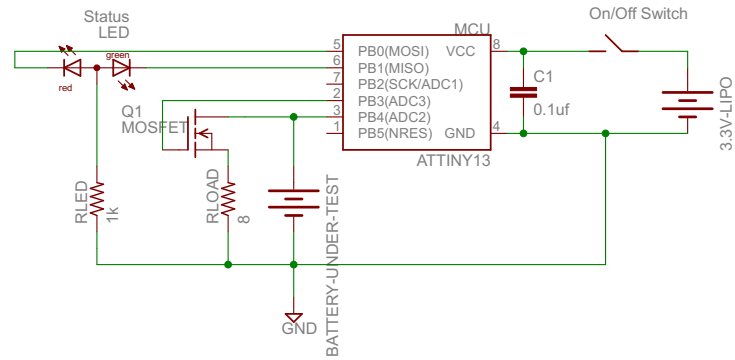 Status
LED
On/Off Switch
MCU
green
red
5
PB0(MOSI)
VCC
8
6
PB1(MISO)
7
PB2(SCK/ADC1)
2
PB3(ADC3)
3
PB4(ADC2)
1
PB5(NRES)
GND
4
ATTINY13
C1
0.1uf
3.3V-LIPO
Q1
MOSFET
RLED
1k
RLOAD
8
BATTERY-UNDER-TEST
GND